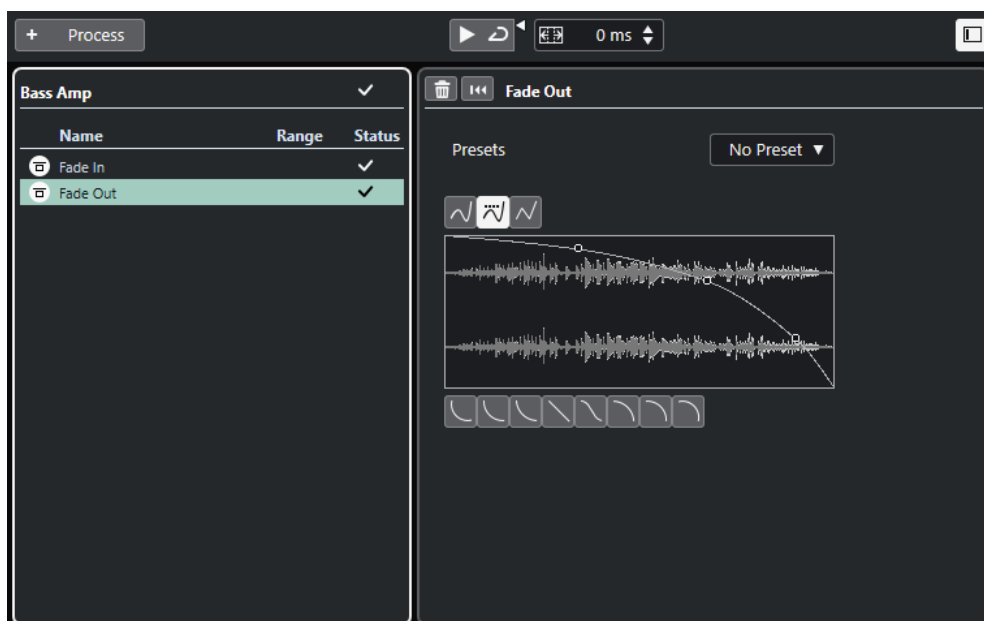 + Process
0 ms
Bass Amp
Name Range Status
Fade In
Fade Out
Fade Out
Presets
No Preset